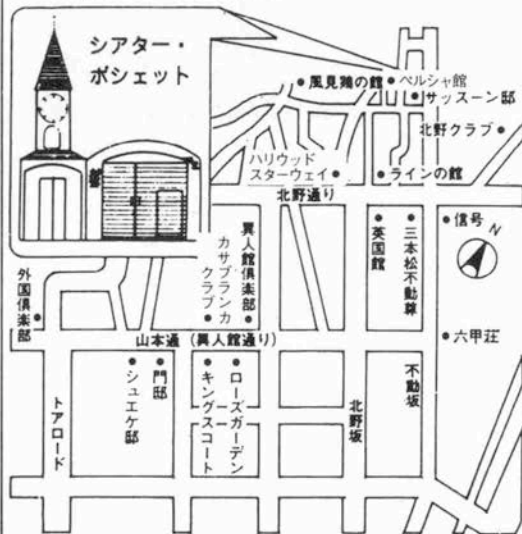 シアター・
ポシェット
風見鶏の館
ペルシャ館
サッスーン邸
北野クラブ
ハリウッド
スターウェイ
ラインの館
北野通り
信号
N
英国館
三本松不動尊
六甲荘
外国倶楽部
カサブランカ
クラブ
異人館倶楽部
山本通(異人館通り)
トアロード
シュエケ邸
門邸
キングスコート
ローズガーデン
北野坂
不動坂